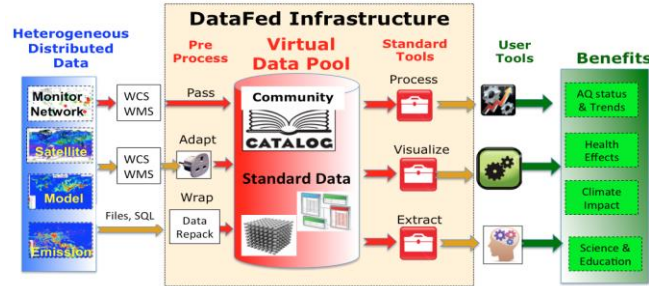 DataFed Infrastructure
Heterogeneous
Distributed
Data
Pre
Process
Virtual
Data Pool
Standard
Tools
User
Tools
Benefits
Monitor
Network
Satellite
Model
Emission
WCS
WMS
WCS
WMS
Files, SQL
Pass
Adapt
Wrap
Data
Repack
Community
CATALOG
Standard Data
Process
Visualize
Extract
AQ status
& Trends
Health
Effects
Climate
Impact
Science &
Education